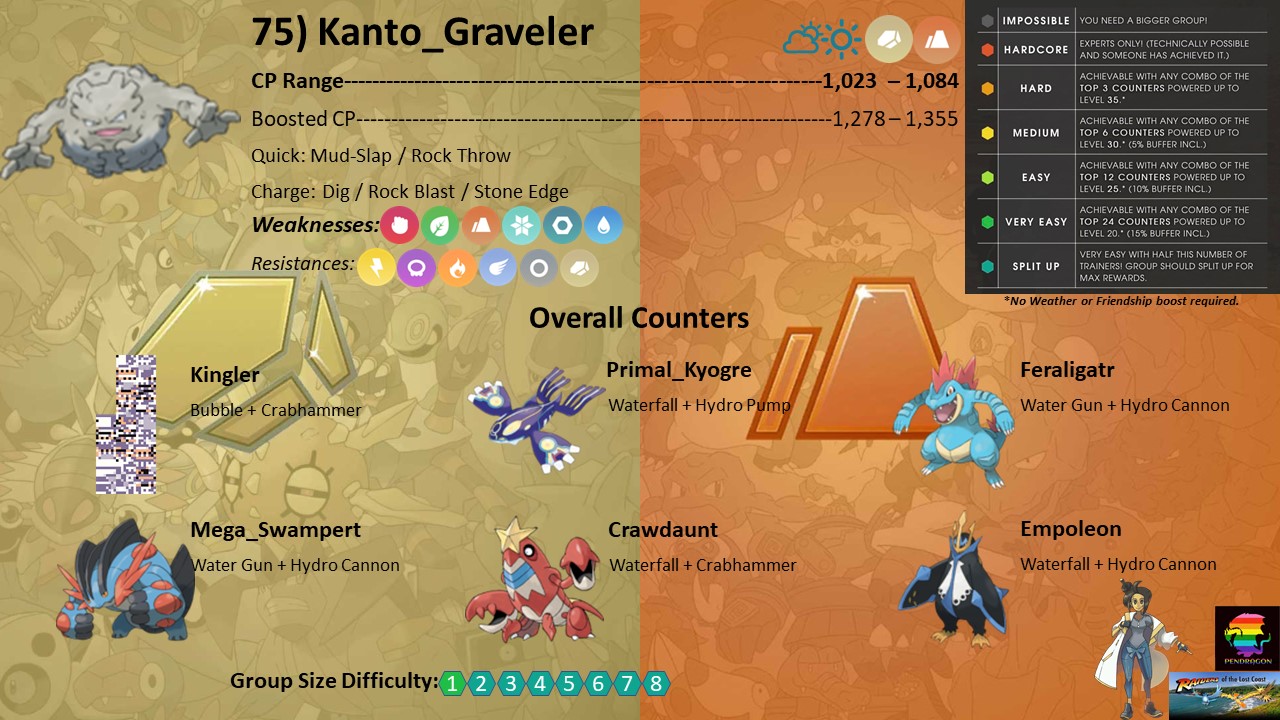 75) Kanto_Graveler
CP Range------------------------------------------------------------------------------1,023 – 1,084
Boosted CP------------------------------------------------------------------------------1,278 – 1,355
Quick: Mud-Slap / Rock Throw
Charge: Dig / Rock Blast / Stone Edge
Weaknesses:
Resistances:
IMPOSSIBLE YOU NEED A BIGGER GROUP!
HARDCORE EXPERTS ONLY! (TECHNICALLY POSSIBLE
AND SOMEONE HAS ACHIEVED IT.)
HARD ACHIEVABLE WITH ANY COMBO OF THE
TOP 3 COUNTERS POWERED UP TO
LEVEL 35.*
MEDIUM ACHIEVABLE WITH ANY COMBO OF THE
TOP 6 COUNTERS POWERED UP TO
LEVEL 30.* (5% BUFFER INCL.)
EASY ACHIEVABLE WITH ANY COMBO OF THE
TOP 12 COUNTERS POWERED UP TO
LEVEL 25.* (10% BUFFER INCL.)
VERY EASY ACHIEVABLE WITH ANY COMBO OF THE
TOP 24 COUNTERS POWERED UP TO
LEVEL 20.* (15% BUFFER INCL.)
SPLIT UP VERY EASY WITH HALF THIS NUMBER OF
TRAINERS! GROUP SHOULD SPLIT UP FOR
MAX REWARDS.
*No Weather or Friendship boost required.
Overall Counters
Kingler
Bubble + Crabhammer
Primal_Kyogre
Waterfall + Hydro Pump
Feraligatr
Water Gun + Hydro Cannon
Mega_Swampert
Water Gun + Hydro Cannon
Crawdaunt
Waterfall + Crabhammer
Empoleon
Waterfall + Hydro Cannon
Group Size Difficulty: 1 2 3 4 5 6 7 8
PENDRAGON
RAIDERS of the Lost Coast